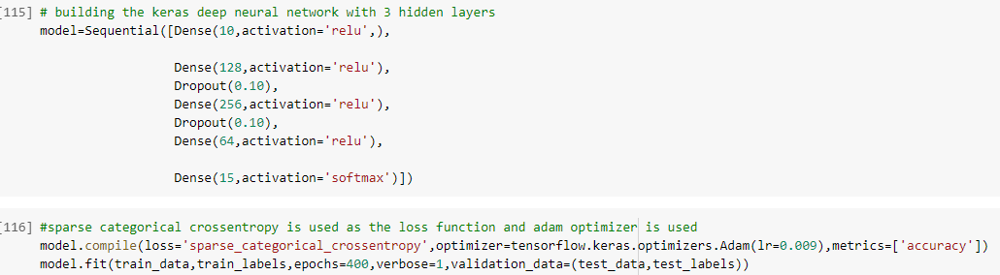 [115] # building the keras deep neural network with 3 hidden layers
model=Sequential([Dense(10,activation='relu',),
Dense(128,activation='relu'),
Dropout(0.10),
Dense(256,activation='relu'),
Dropout(0.10),
Dense(64,activation='relu'),
Dense(15,activation='softmax')])
[116] #sparse categorical crossentropy is used as the loss function and adam optimizer is used
model.compile(loss='sparse_categorical_crossentropy',optimizer=tensorflow.keras.optimizers.Adam(lr=0.009),metrics=['accuracy'])
model.fit(train_data,train_labels,epochs=400,verbose=1,validation_data=(test_data,test_labels))